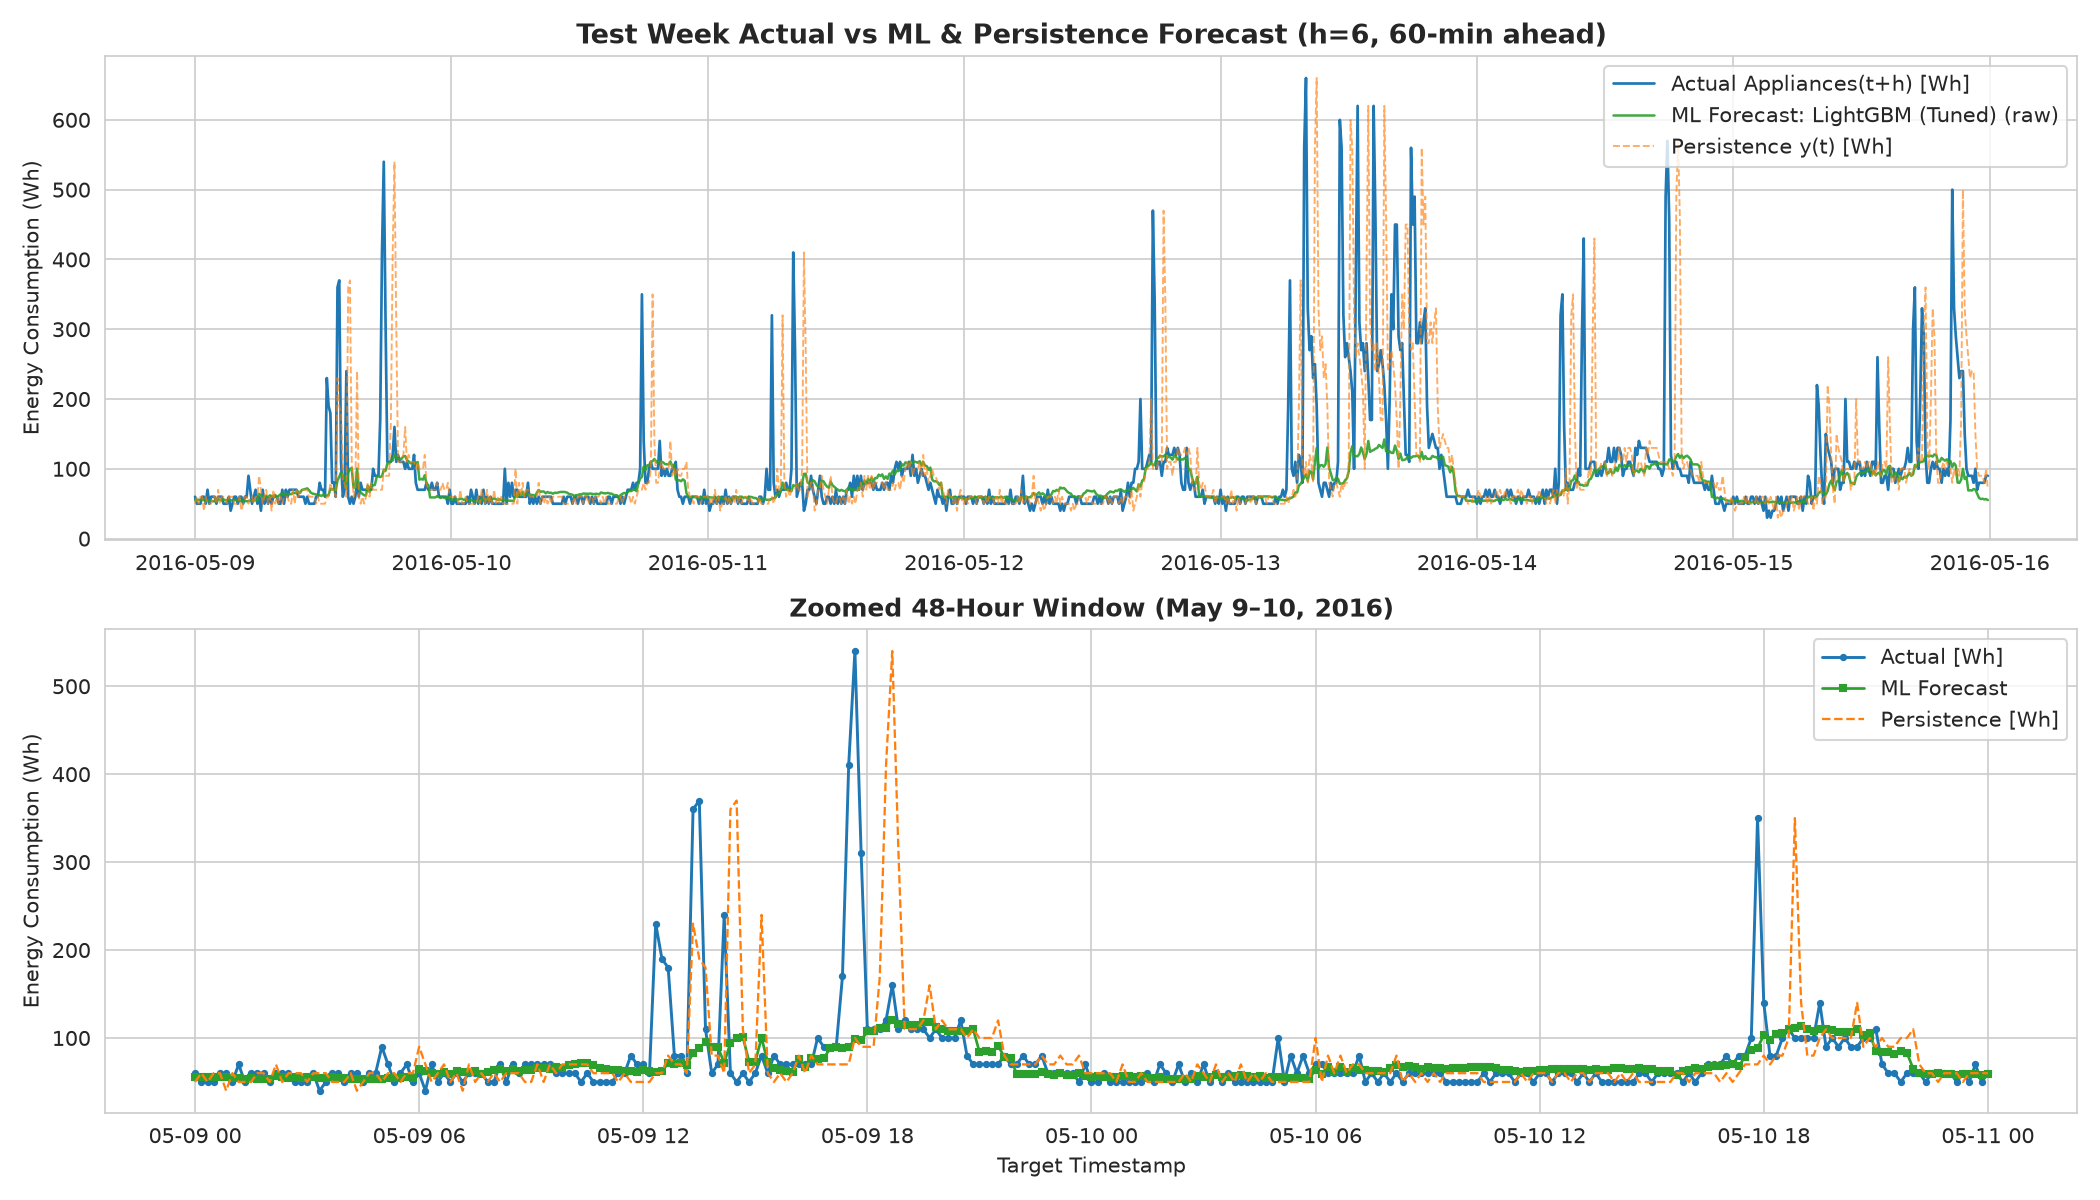 Test Week Actual vs ML & Persistence Forecast (h=6, 60-min ahead)
Energy Consumption (Wh)
600
500
400
300
200
100
0
Actual Appliances(t+h) [Wh]
ML Forecast: LightGBM (Tuned) (raw)
Persistence y(t) [Wh]
2016-05-09 2016-05-10 2016-05-11 2016-05-12 2016-05-13 2016-05-14 2016-05-15 2016-05-16
Zoomed 48-Hour Window (May 9–10, 2016)
Energy Consumption (Wh)
500
400
300
200
100
Actual [Wh]
ML Forecast
Persistence [Wh]
05-09 00 05-09 06 05-09 12 05-09 18 05-10 00 05-10 06 05-10 12 05-10 18 05-11 00
Target Timestamp